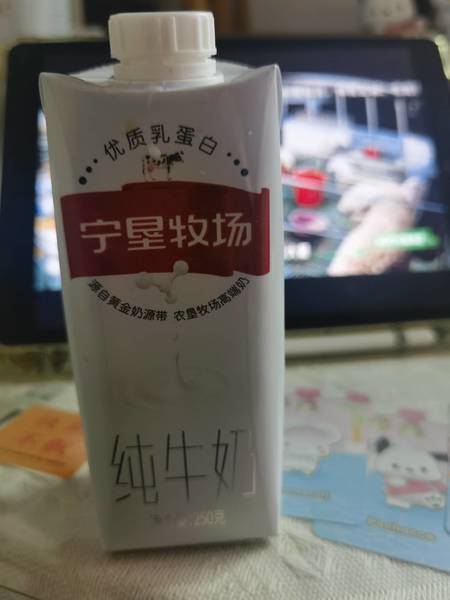 优质乳蛋白
宁垦牧场
源自黄金奶源带 农垦牧场高端奶
纯牛奶
250克
Pochacco